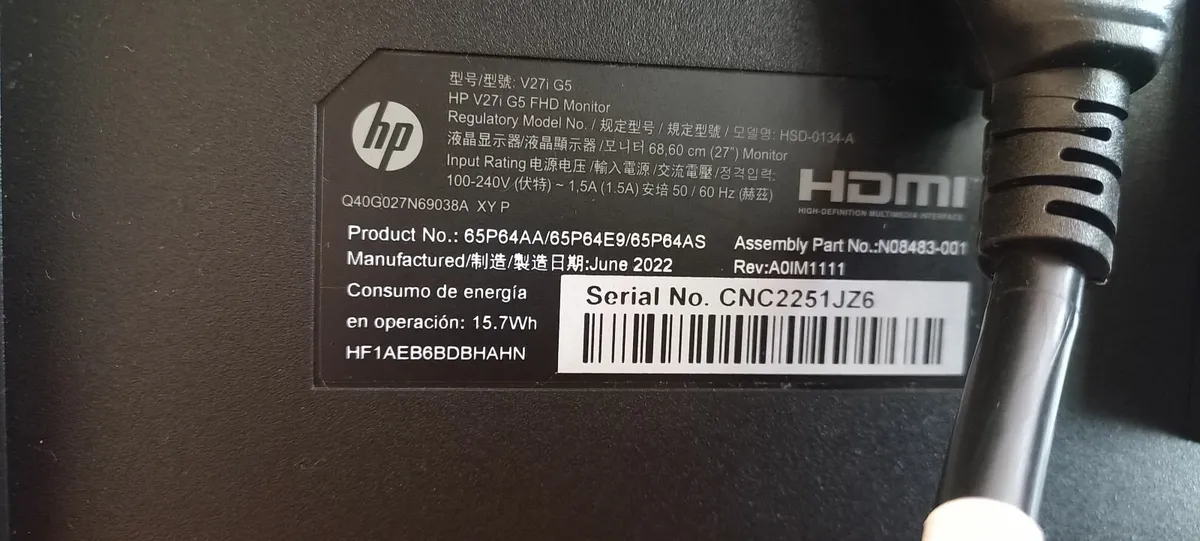 hp
型号/型號: V27i G5
HP V27i G5 FHD Monitor
Regulatory Model No. / 规定型号 / 規定型號 / 모델명: HSD-0134-A
液晶显示器/液晶顯示器 /모니터 68,60 cm (27") Monitor
Input Rating 电源电压 /輸入電源 /交流電壓 /정격입력:
100-240V (伏特) ~ 1,5A (1.5A) 安培 50 / 60 Hz (赫兹)
HDMI
HIGH-DEFINITION MULTIMEDIA INTERFACE
Q40G027N69038A XY P
Product No.: 65P64AA/65P64E9/65P64AS
Assembly Part No.:N08483-001
Manufactured/制造/製造日期:June 2022
Rev:A0IM1111
Consumo de energía
en operación: 15.7Wh
HF1AEB6BDBHAHN
Serial No. CNC2251JZ6